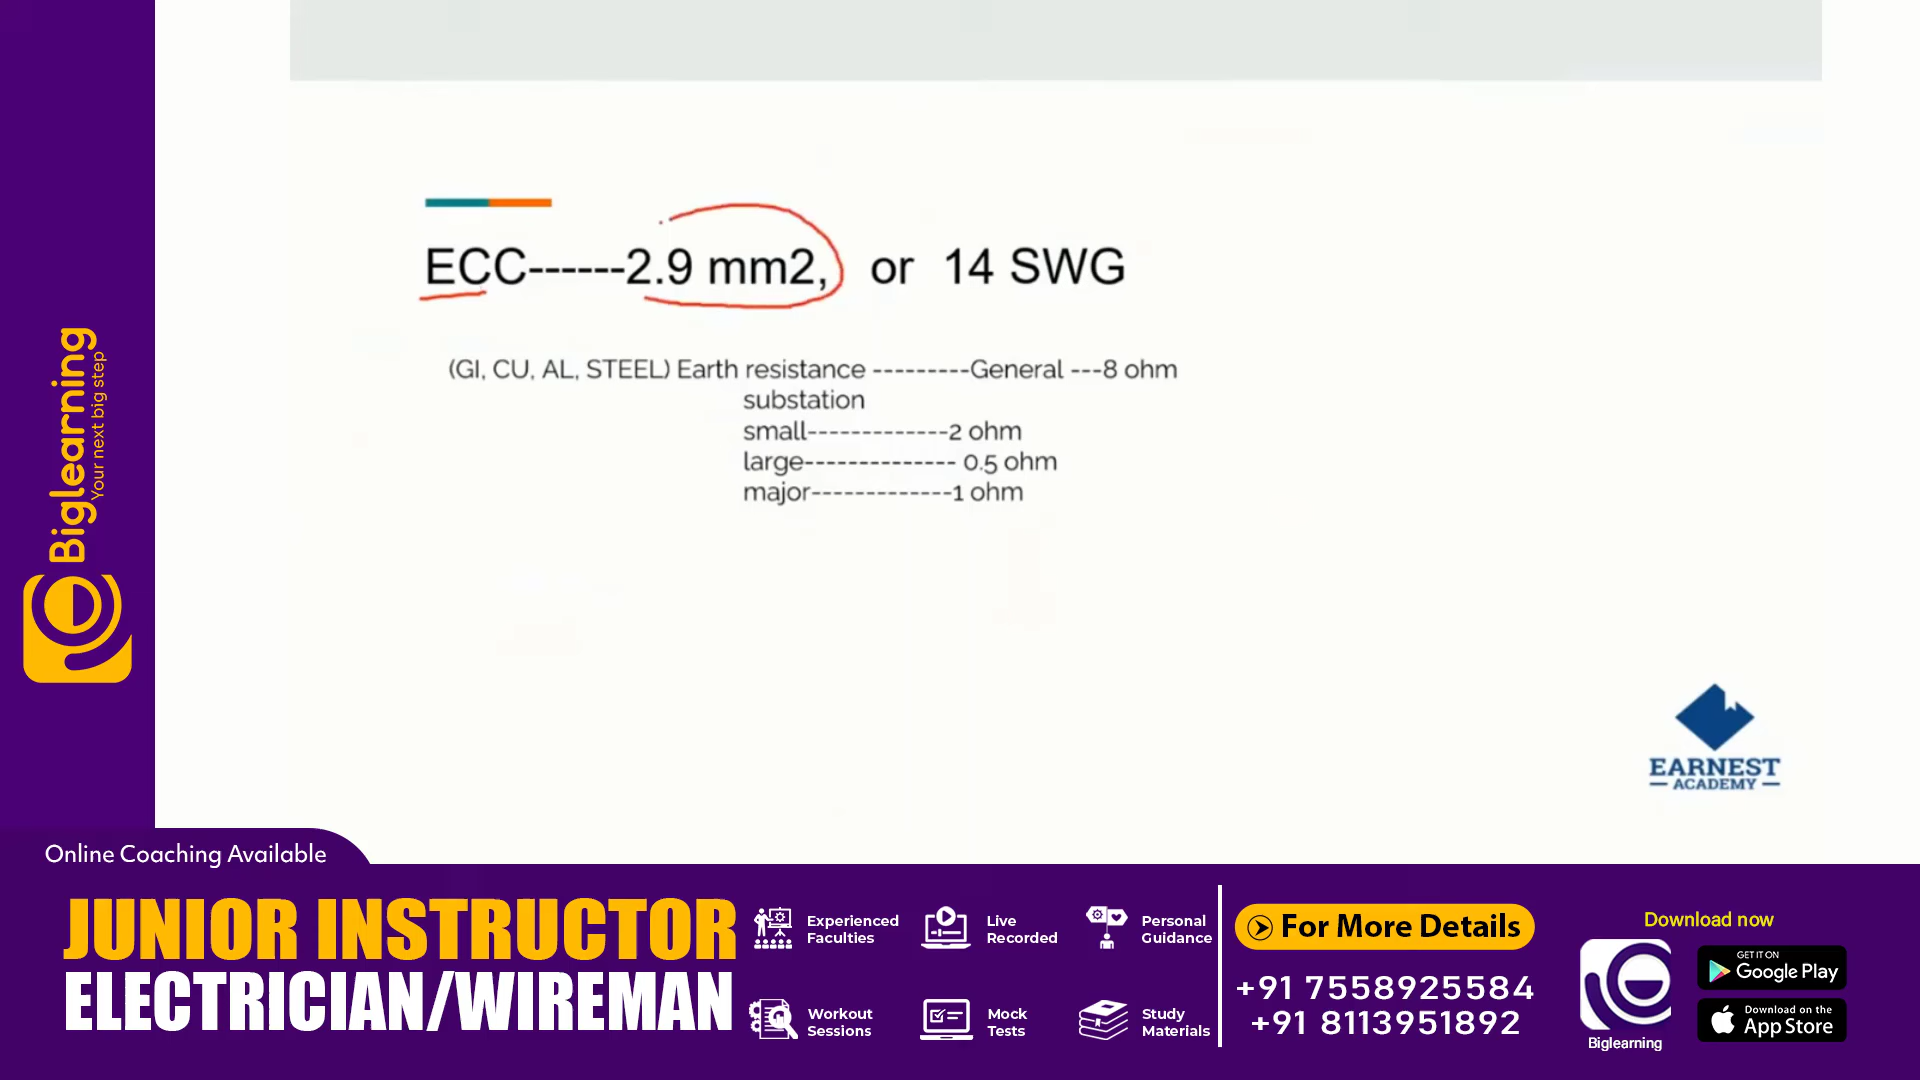 ECC------2.9 mm2, or 14 SWG
(GI, CU, AL, STEEL) Earth resistance ---------General ---8 ohm
substation
small-------------2 ohm
large-------------- 0.5 ohm
major-------------1 ohm
Biglearning
Your next big step
EARNEST
ACADEMY
Online Coaching Available
JUNIOR INSTRUCTOR
ELECTRICIAN/WIREMAN
Experienced
Faculties
Live
Recorded
Personal
Guidance
Workout
Sessions
Mock
Tests
Study
Materials
For More Details
+91 7558925584
+91 8113951892
Download now
Biglearning
GET IT ON
Google Play
Download on the
App Store